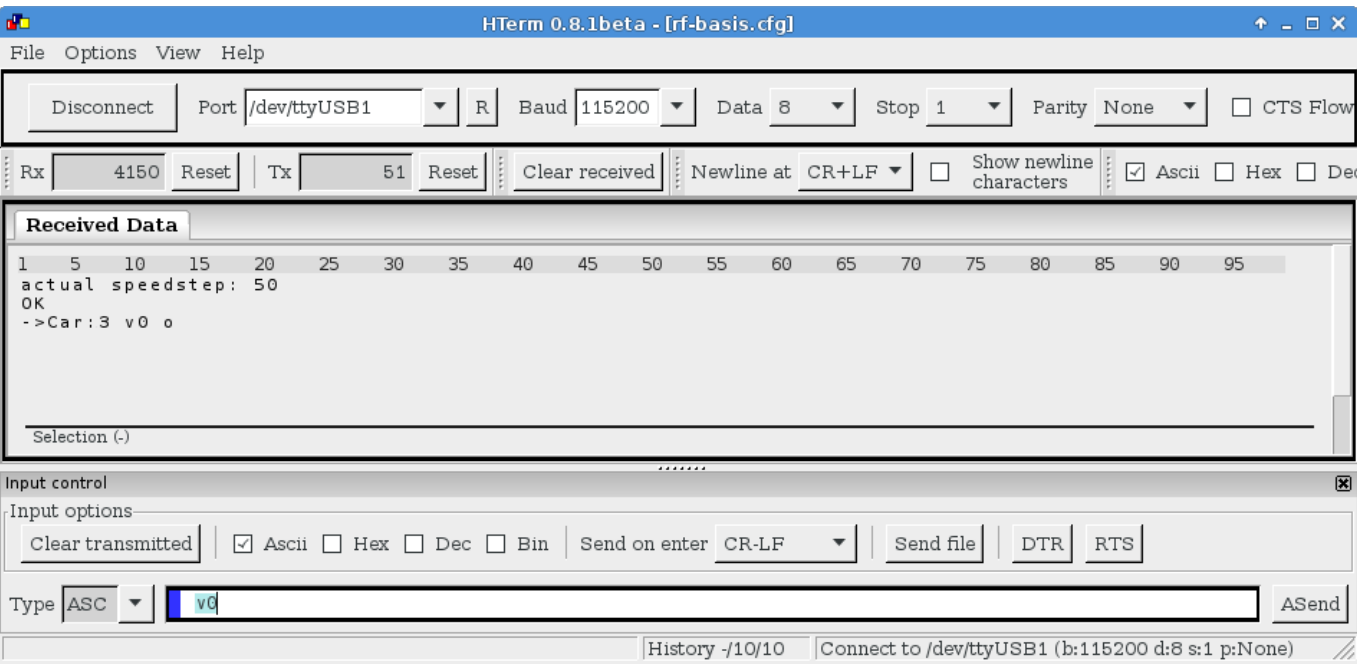 HTerm 0.8.1beta - [rf-basis.cfg]
File Options View Help
Disconnect Port /dev/ttyUSB1 R Baud 115200 Data 8 Stop 1 Parity None CTS Flow
Rx 4150 Reset Tx 51 Reset Clear received Newline at CR+LF Show newline characters Ascii Hex Dec
Received Data
1 5 10 15 20 25 30 35 40 45 50 55 60 65 70 75 80 85 90 95
actual speedstep: 50
OK
->Car:3 v0 o
Selection (-)
Input control
Input options
Clear transmitted Ascii Hex Dec Bin Send on enter CR-LF Send file DTR RTS
Type ASC v0 ASend
History -/10/10 Connect to /dev/ttyUSB1 (b:115200 d:8 s:1 p:None)